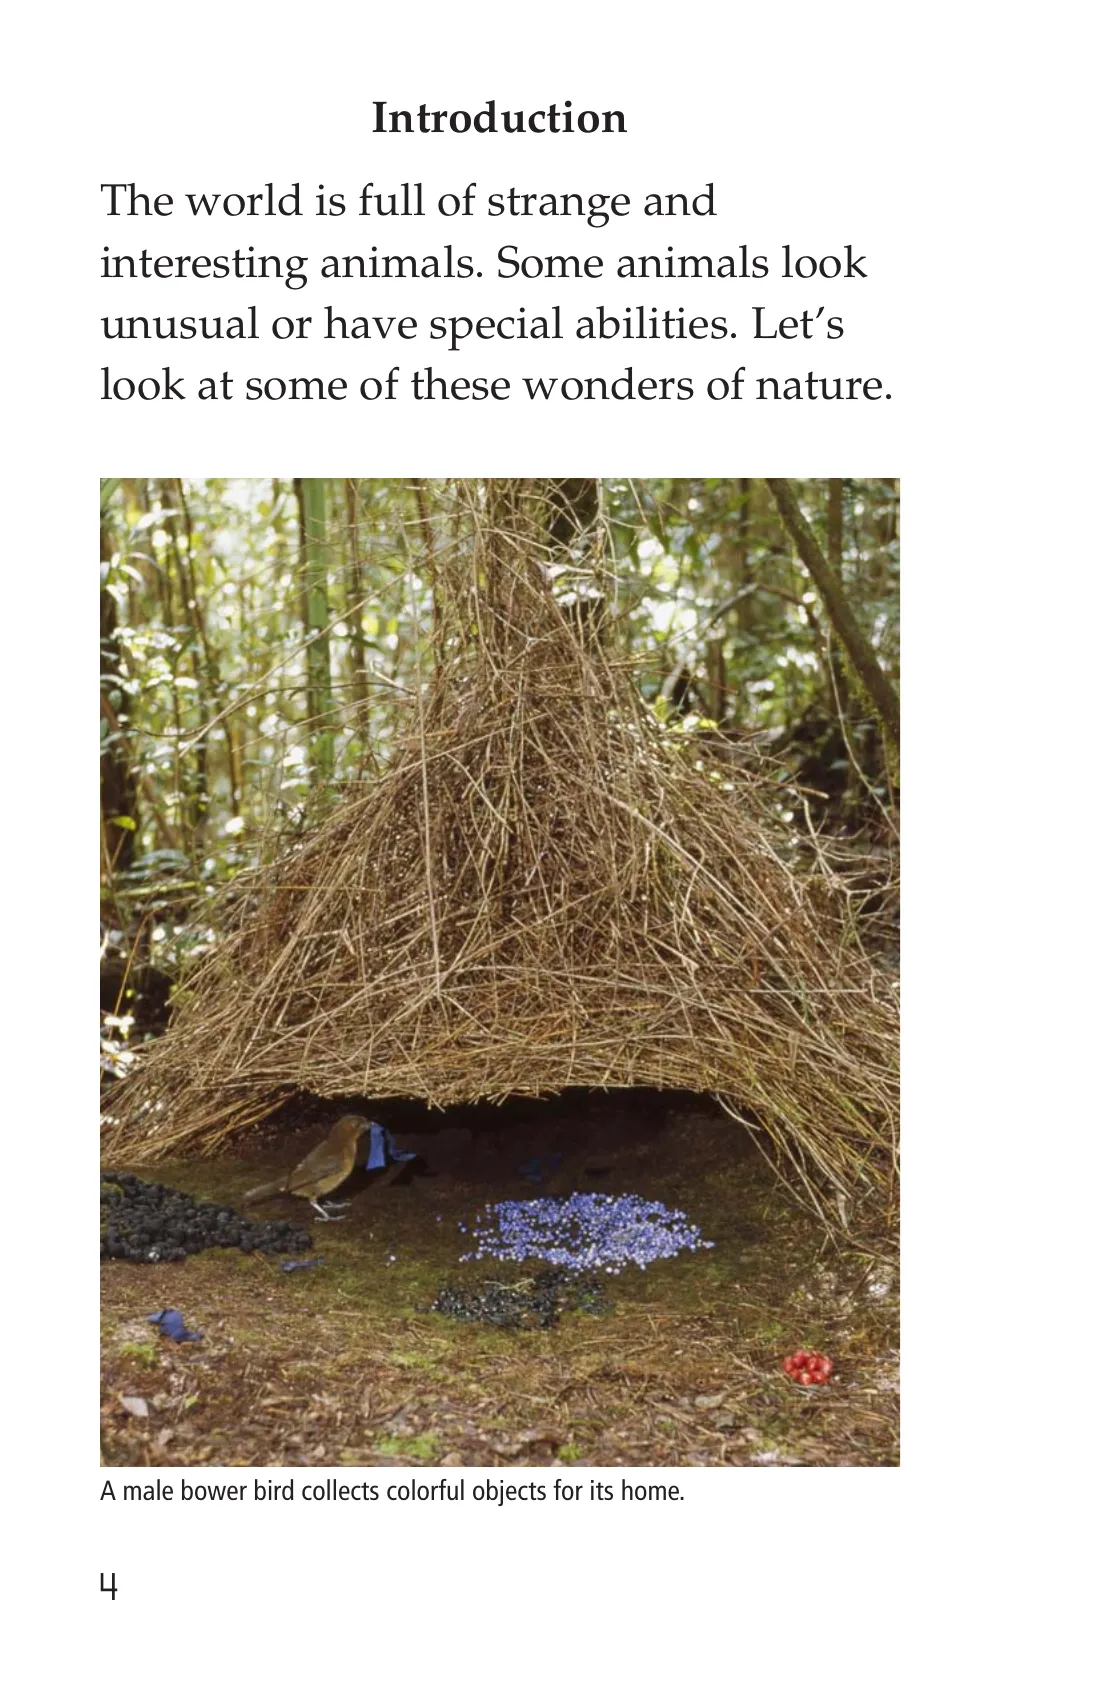 Introduction
The world is full of strange and
interesting animals. Some animals look
unusual or have special abilities. Let’s
look at some of these wonders of nature.
A male bower bird collects colorful objects for its home.
4